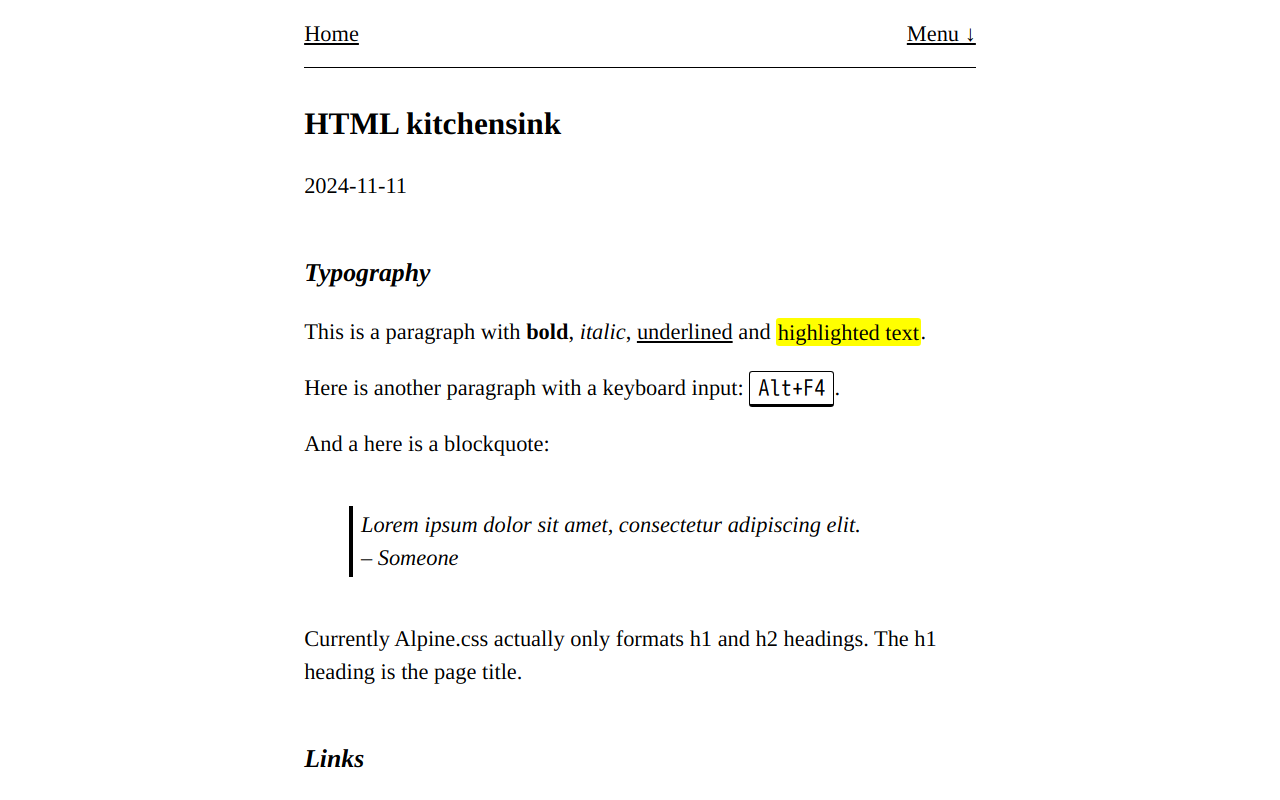 Home
Menu ↓
HTML kitchensink
2024-11-11
Typography
This is a paragraph with bold, italic, underlined and highlighted text.
Here is another paragraph with a keyboard input: Alt+F4.
And a here is a blockquote:
Lorem ipsum dolor sit amet, consectetur adipiscing elit.
– Someone
Currently Alpine.css actually only formats h1 and h2 headings. The h1
heading is the page title.
Links